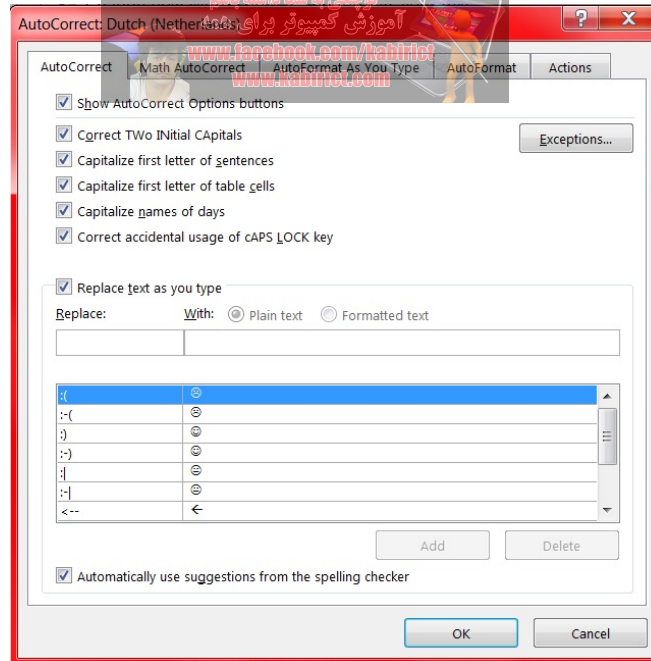 AutoCorrect: Dutch (Netherlands)
آموزش کمپیوتر برای همه
www.facebook.com/kabirict
www.kabirict.com
AutoCorrect Math AutoCorrect AutoFormat As You Type AutoFormat Actions
Show AutoCorrect Options buttons
Correct TWo INitial CApitals
Exceptions...
Capitalize first letter of sentences
Capitalize first letter of table cells
Capitalize names of days
Correct accidental usage of cAPS LOCK key
Replace text as you type
Replace: With: Plain text Formatted text
:( ☹
:-( ☹
:) ☺
:-) ☺
:| 😐
:-| 😐
<-- ←
Add Delete
Automatically use suggestions from the spelling checker
OK Cancel